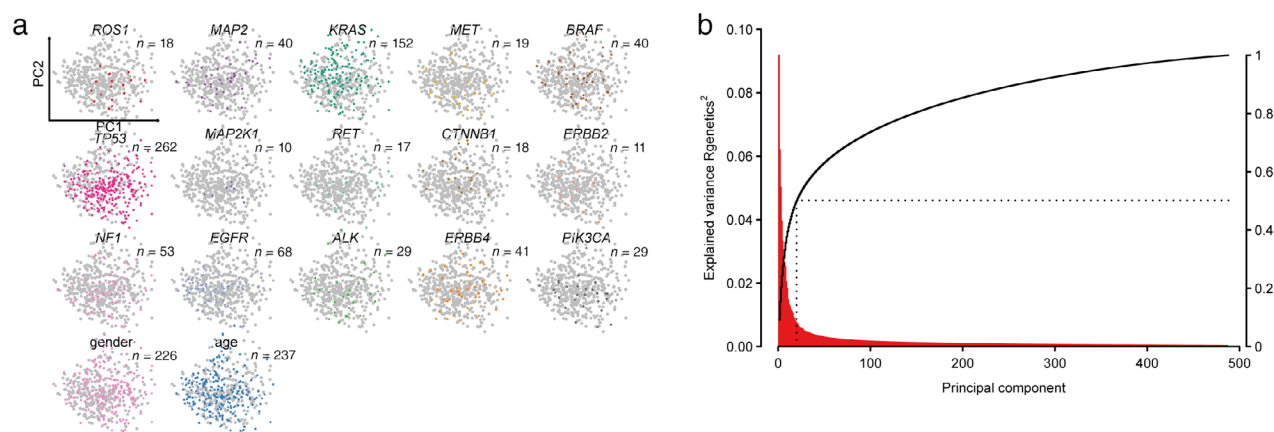 a
ROS1
n = 18
MAP2
n = 40
KRAS
n = 152
MET
n = 19
BRAF
n = 40
PC2
PC1
TP53
n = 262
MAP2K1
n = 10
RET
n = 17
CTNNB1
n = 18
ERBB2
n = 11
NF1
n = 53
EGFR
n = 68
ALK
n = 29
ERBB4
n = 41
PIK3CA
n = 29
gender
n = 226
age
n = 237
b
Explained variance Rgenetics²
0.10
0.08
0.06
0.04
0.02
0.00
1
0.8
0.6
0.4
0.2
0
0 100 200 300 400 500
Principal component